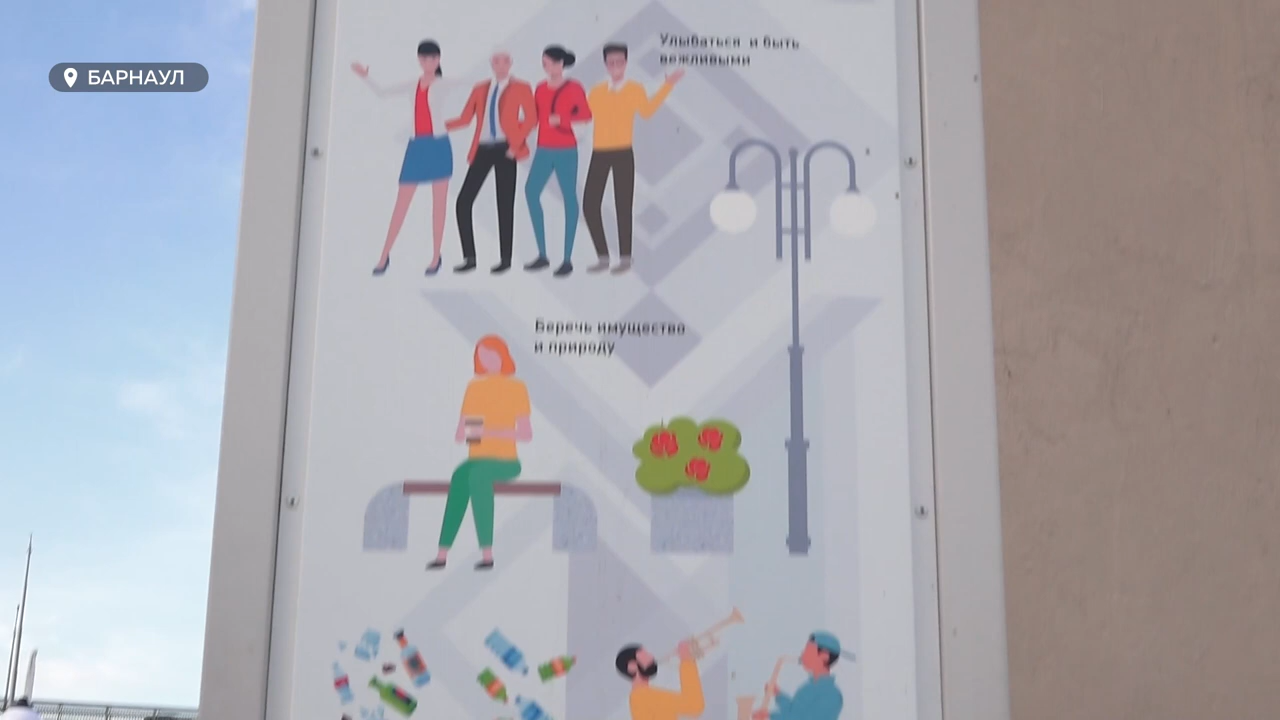 БАРНАУЛ
Улыбаться и быть
вежливыми
Беречь имущество
и природу